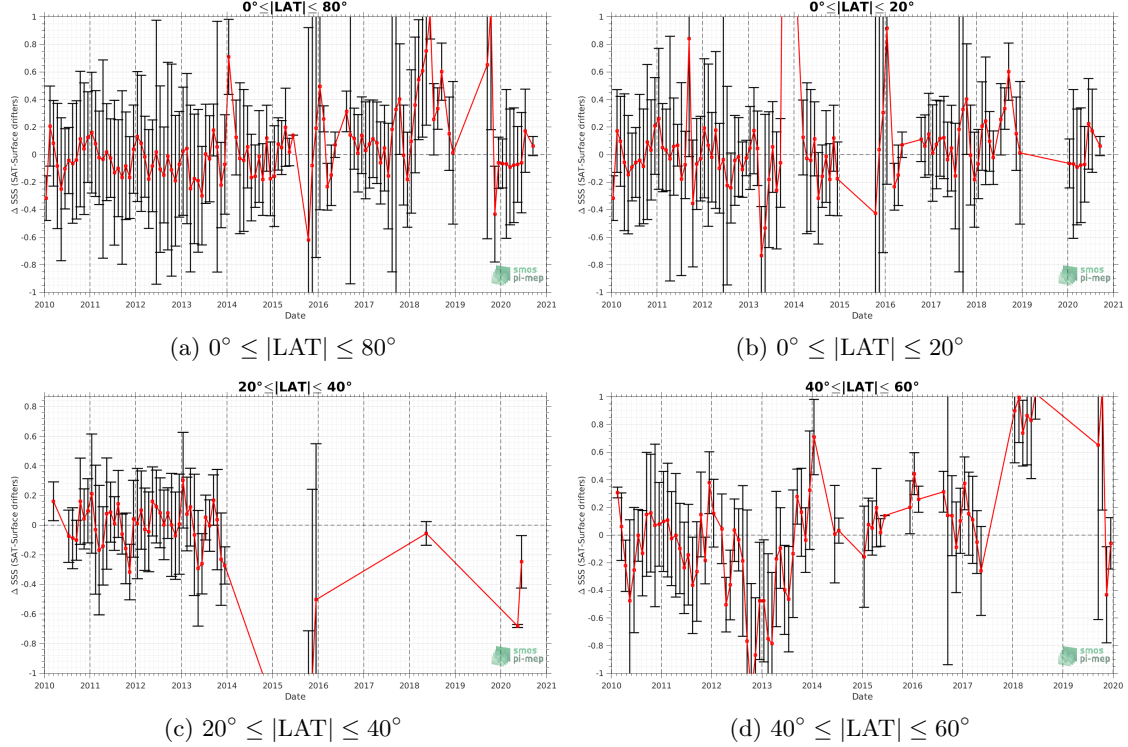 0°≤|LAT|≤ 80°
Δ SSS (SAT-Surface drifters)
1
0.8
0.6
0.4
0.2
0
-0.2
-0.4
-0.6
-0.8
-1
2010 2011 2012 2013 2014 2015 2016 2017 2018 2019 2020 2021
Date
smos
pi-mep
(a) 0° ≤ |LAT| ≤ 80°
0°≤|LAT|≤ 20°
Δ SSS (SAT-Surface drifters)
1
0.8
0.6
0.4
0.2
0
-0.2
-0.4
-0.6
-0.8
-1
2010 2011 2012 2013 2014 2015 2016 2017 2018 2019 2020 2021
Date
smos
pi-mep
(b) 0° ≤ |LAT| ≤ 20°
20°≤|LAT|≤ 40°
Δ SSS (SAT-Surface drifters)
0.8
0.6
0.4
0.2
0
-0.2
-0.4
-0.6
-0.8
-1
2010 2011 2012 2013 2014 2015 2016 2017 2018 2019 2020 2021
Date
smos
pi-mep
(c) 20° ≤ |LAT| ≤ 40°
40°≤|LAT|≤ 60°
Δ SSS (SAT-Surface drifters)
1
0.8
0.6
0.4
0.2
0
-0.2
-0.4
-0.6
-0.8
-1
2010 2011 2012 2013 2014 2015 2016 2017 2018 2019 2020
Date
smos
pi-mep
(d) 40° ≤ |LAT| ≤ 60°